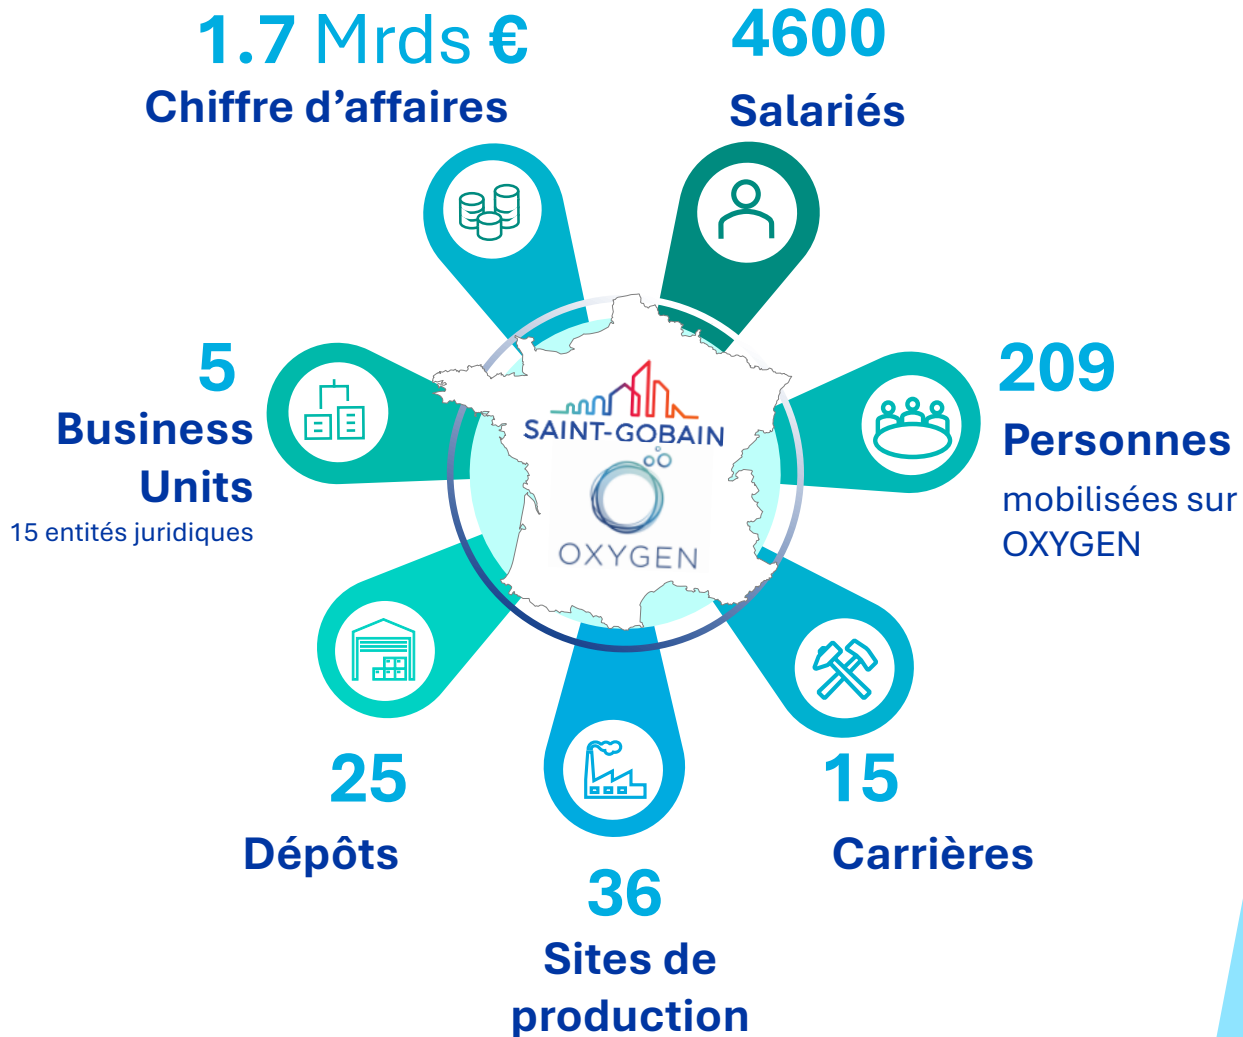 1.7 Mrds €
Chiffre d’affaires
4600
Salariés
5
Business
Units
15 entités juridiques
SAINT-GOBAIN
OXYGEN
209
Personnes
mobilisées sur
OXYGEN
25
Dépôts
36
Sites de
production
15
Carrières